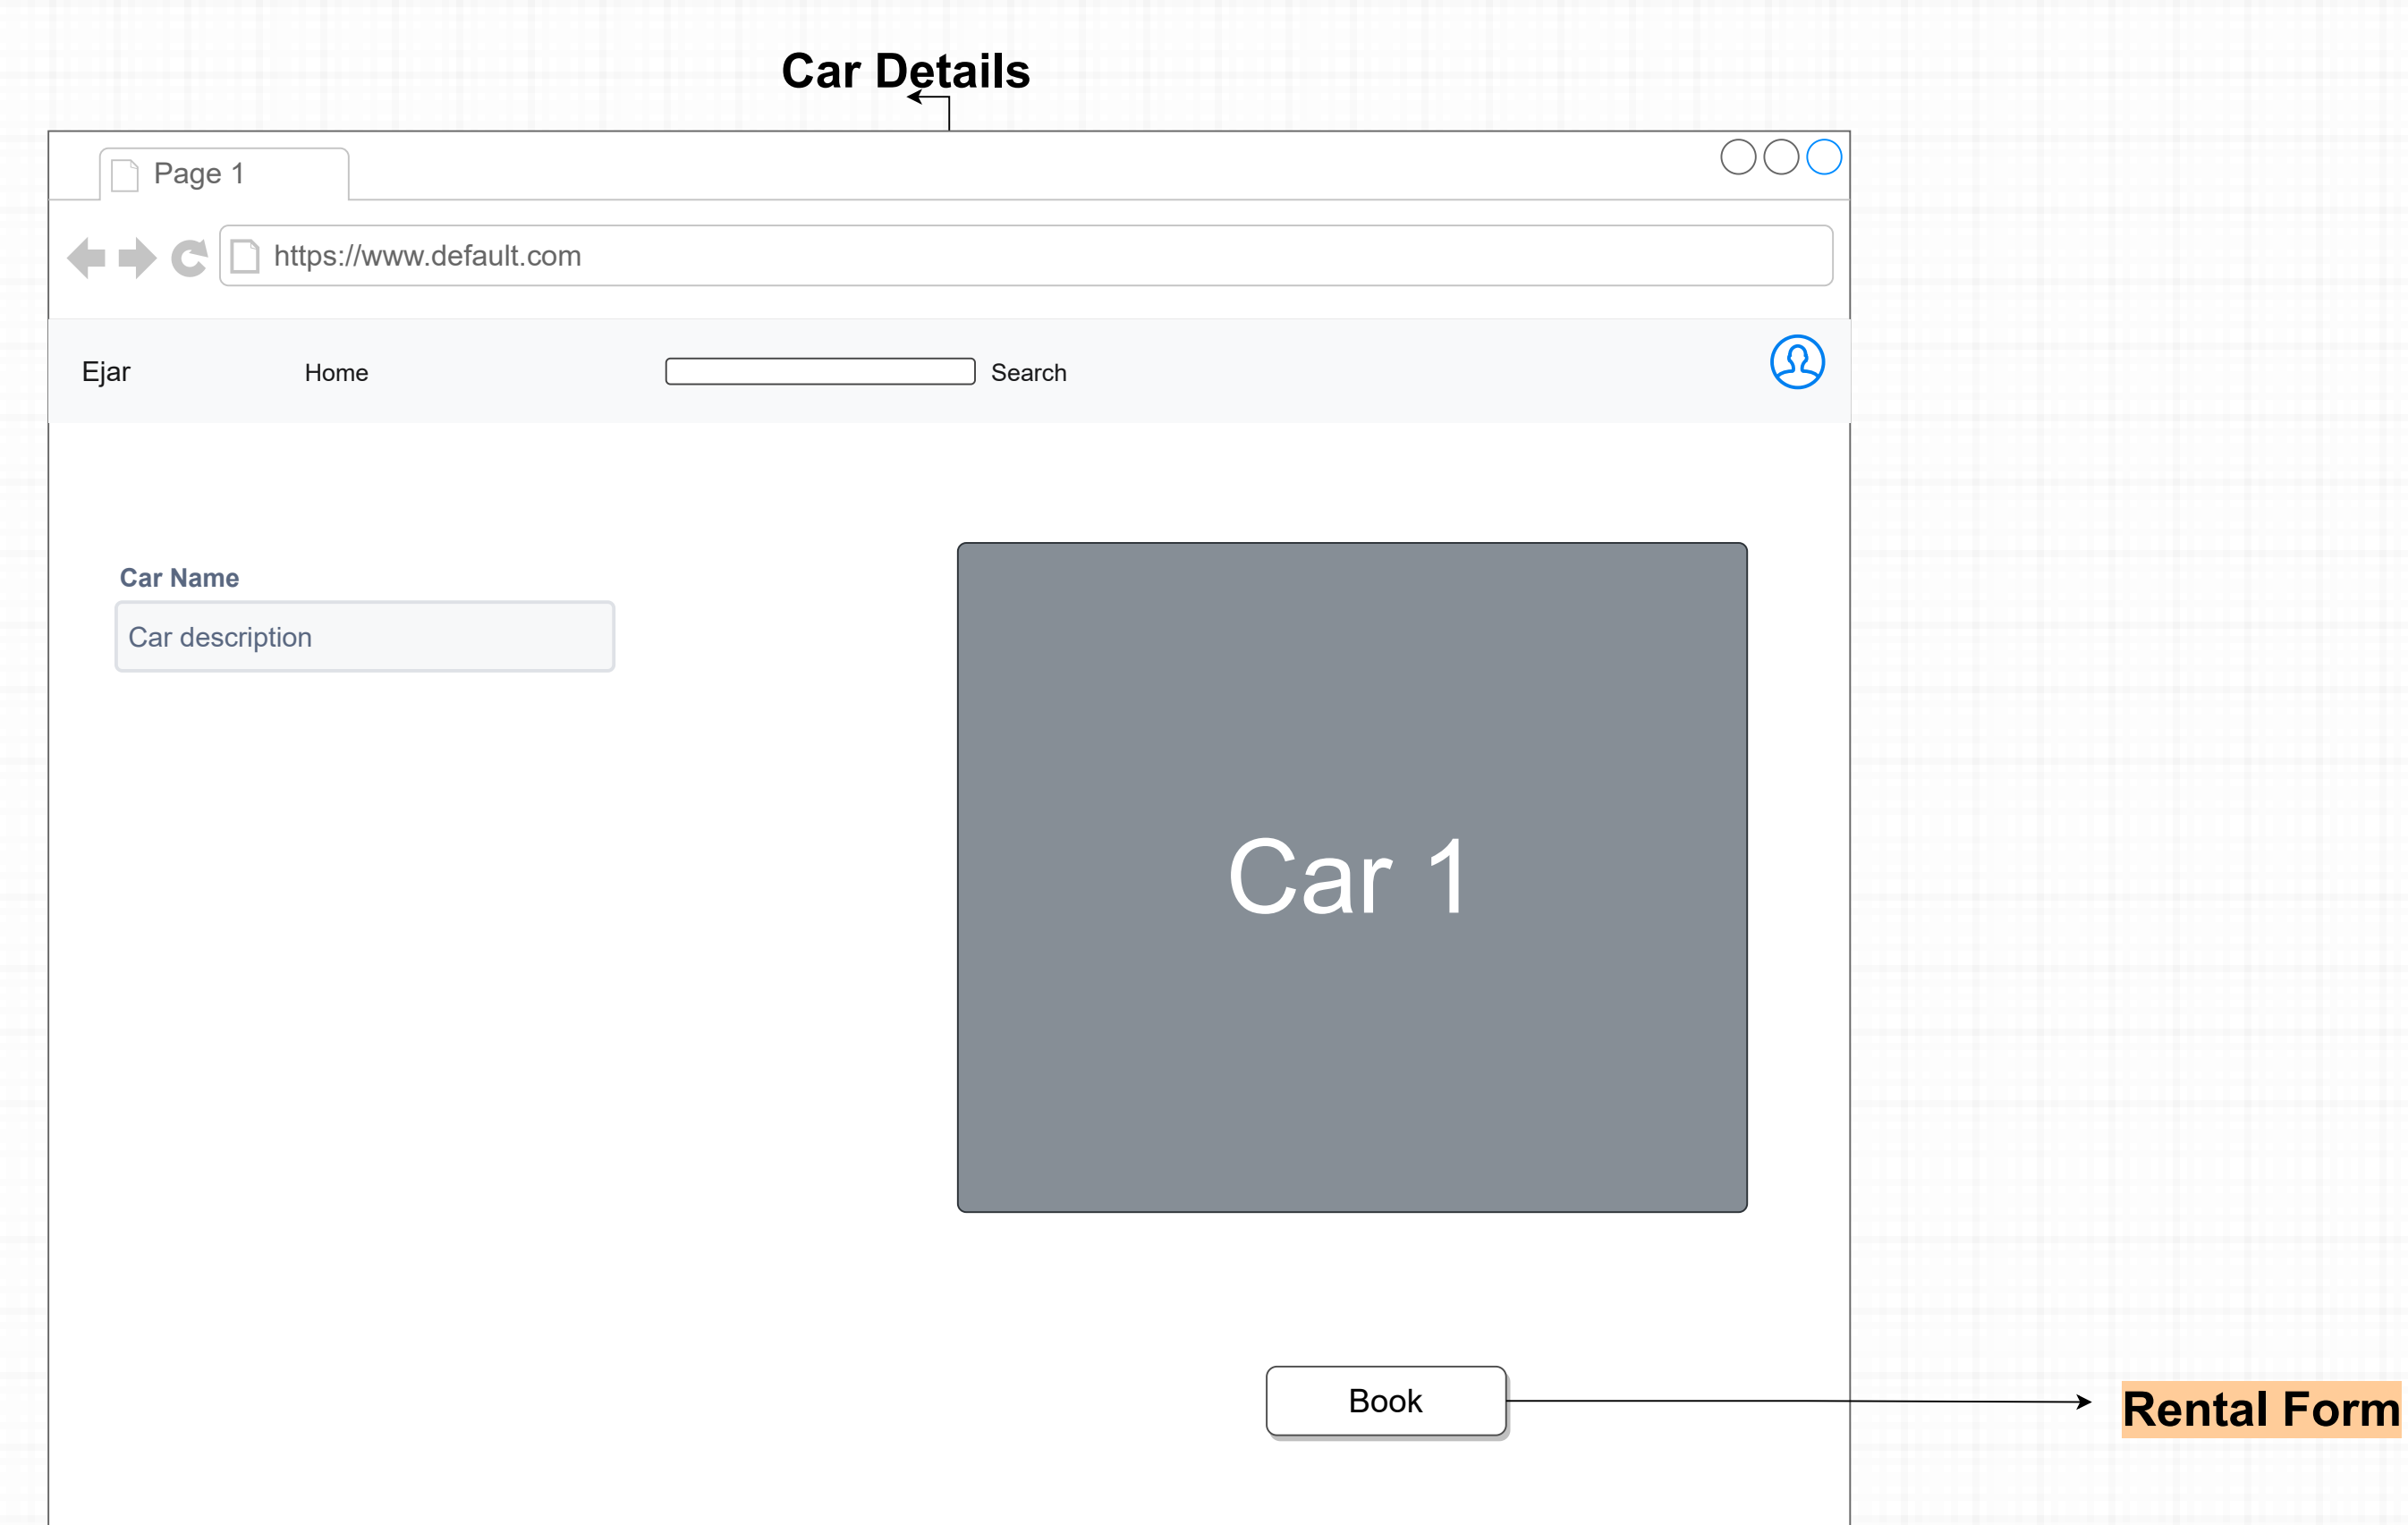 Car Details
Page 1
https://www.default.com
Ejar
Home
Search
Car Name
Car description
Car 1
Book
Rental Form